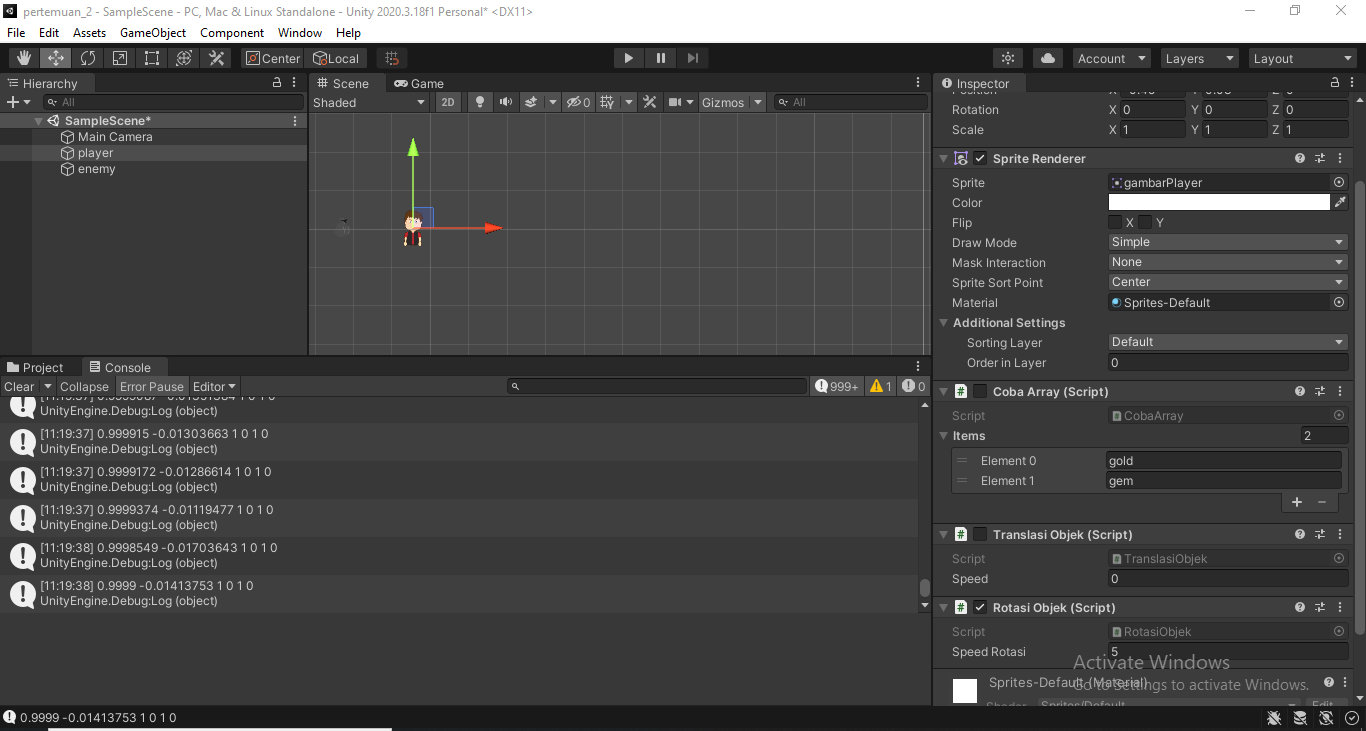 pertemuan_2 - SampleScene - PC, Mac & Linux Standalone - Unity 2020.3.18f1 Personal* <DX11>
File Edit Assets GameObject Component Window Help
Center Local Account Layers Layout
Hierarchy
All
SampleScene*
Main Camera
player
enemy
Scene Game
Shaded 2D 0 Gizmos All
Inspector
Rotation X 0 Y 0 Z 0
Scale X 1 Y 1 Z 1
Sprite Renderer
Sprite gambarPlayer
Color
Flip X Y
Draw Mode Simple
Mask Interaction None
Sprite Sort Point Center
Material Sprites-Default
Additional Settings
Sorting Layer Default
Order in Layer 0
# Coba Array (Script)
Script CobaArray
Items 2
Element 0 gold
Element 1 gem
# Translasi Objek (Script)
Script TranslasiObjek
Speed 0
# Rotasi Objek (Script)
Script RotasiObjek
Speed Rotasi 5
Sprites-Default (Material)
Shader Sprites/Default Edit
Activate Windows
Go to Settings to activate Windows.
Project Console
Clear Collapse Error Pause Editor 999+ 1 0
UnityEngine.Debug:Log (object)
[11:19:37] 0.999915 -0.01303663 1 0 1 0
UnityEngine.Debug:Log (object)
[11:19:37] 0.9999172 -0.01286614 1 0 1 0
UnityEngine.Debug:Log (object)
[11:19:37] 0.9999374 -0.01119477 1 0 1 0
UnityEngine.Debug:Log (object)
[11:19:38] 0.9998549 -0.01703643 1 0 1 0
UnityEngine.Debug:Log (object)
[11:19:38] 0.9999 -0.01413753 1 0 1 0
UnityEngine.Debug:Log (object)
0.9999 -0.01413753 1 0 1 0